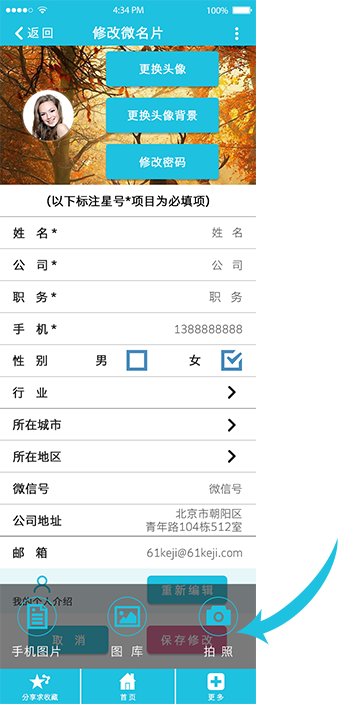 4:34 PM 100%
返回 修改微名片
更换头像
更换头像背景
修改密码
(以下标注星号*项目为必填项)
姓 名* 姓 名
公 司* 公 司
职 务* 职 务
手 机* 1388888888
性 别 男 女
行 业
所在城市
所在地区
微信号 微信号
公司地址 北京市朝阳区
青年路104栋512室
邮 箱 61keji@61keji.com
重新编辑
我的个人介绍
取 消 保存修改
手机图片 图 库 拍 照
分享求收藏 首 页 更 多